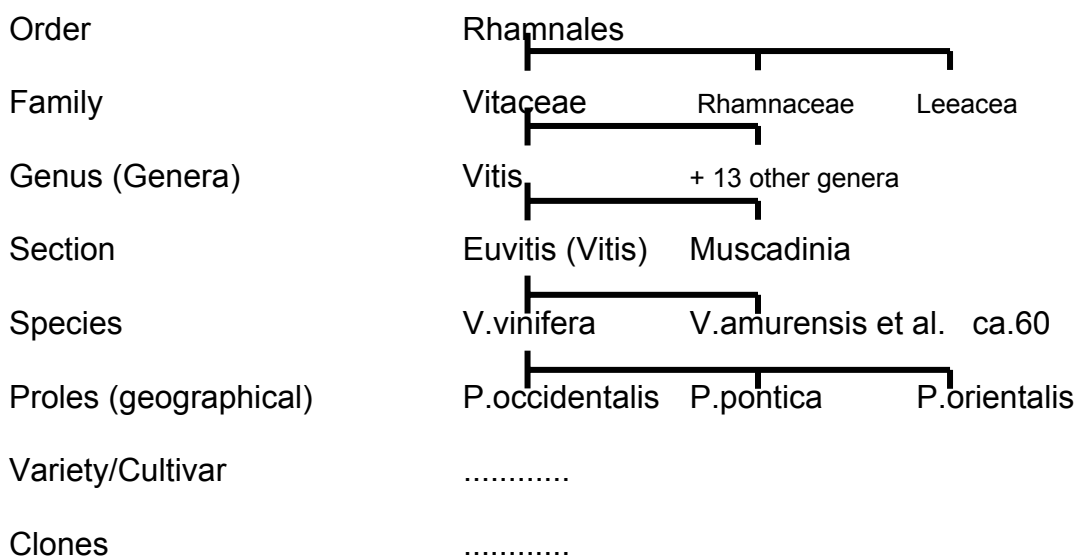 Order Rhamnales
Family Vitaceae Rhamnaceae Leeacea
Genus (Genera) Vitis + 13 other genera
Section Euvitis (Vitis) Muscadinia
Species V.vinifera V.amurensis et al. ca.60
Proles (geographical) P.occidentalis P.pontica P.orientalis
Variety/Cultivar ............
Clones ............